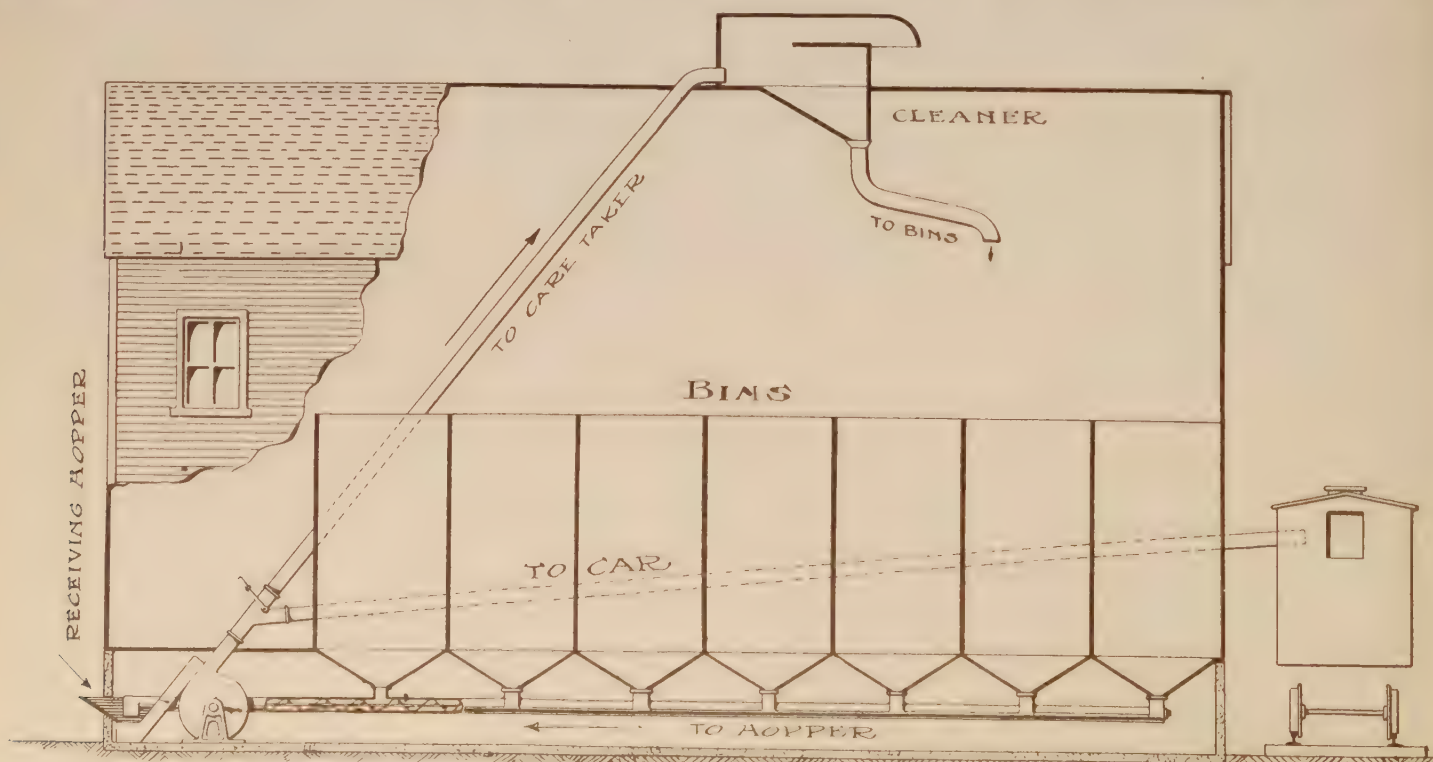 CLEANER
TO BINS
TO CARE TAKER
BINS
RECEIVING HOPPER
TO CAR
TO HOPPER